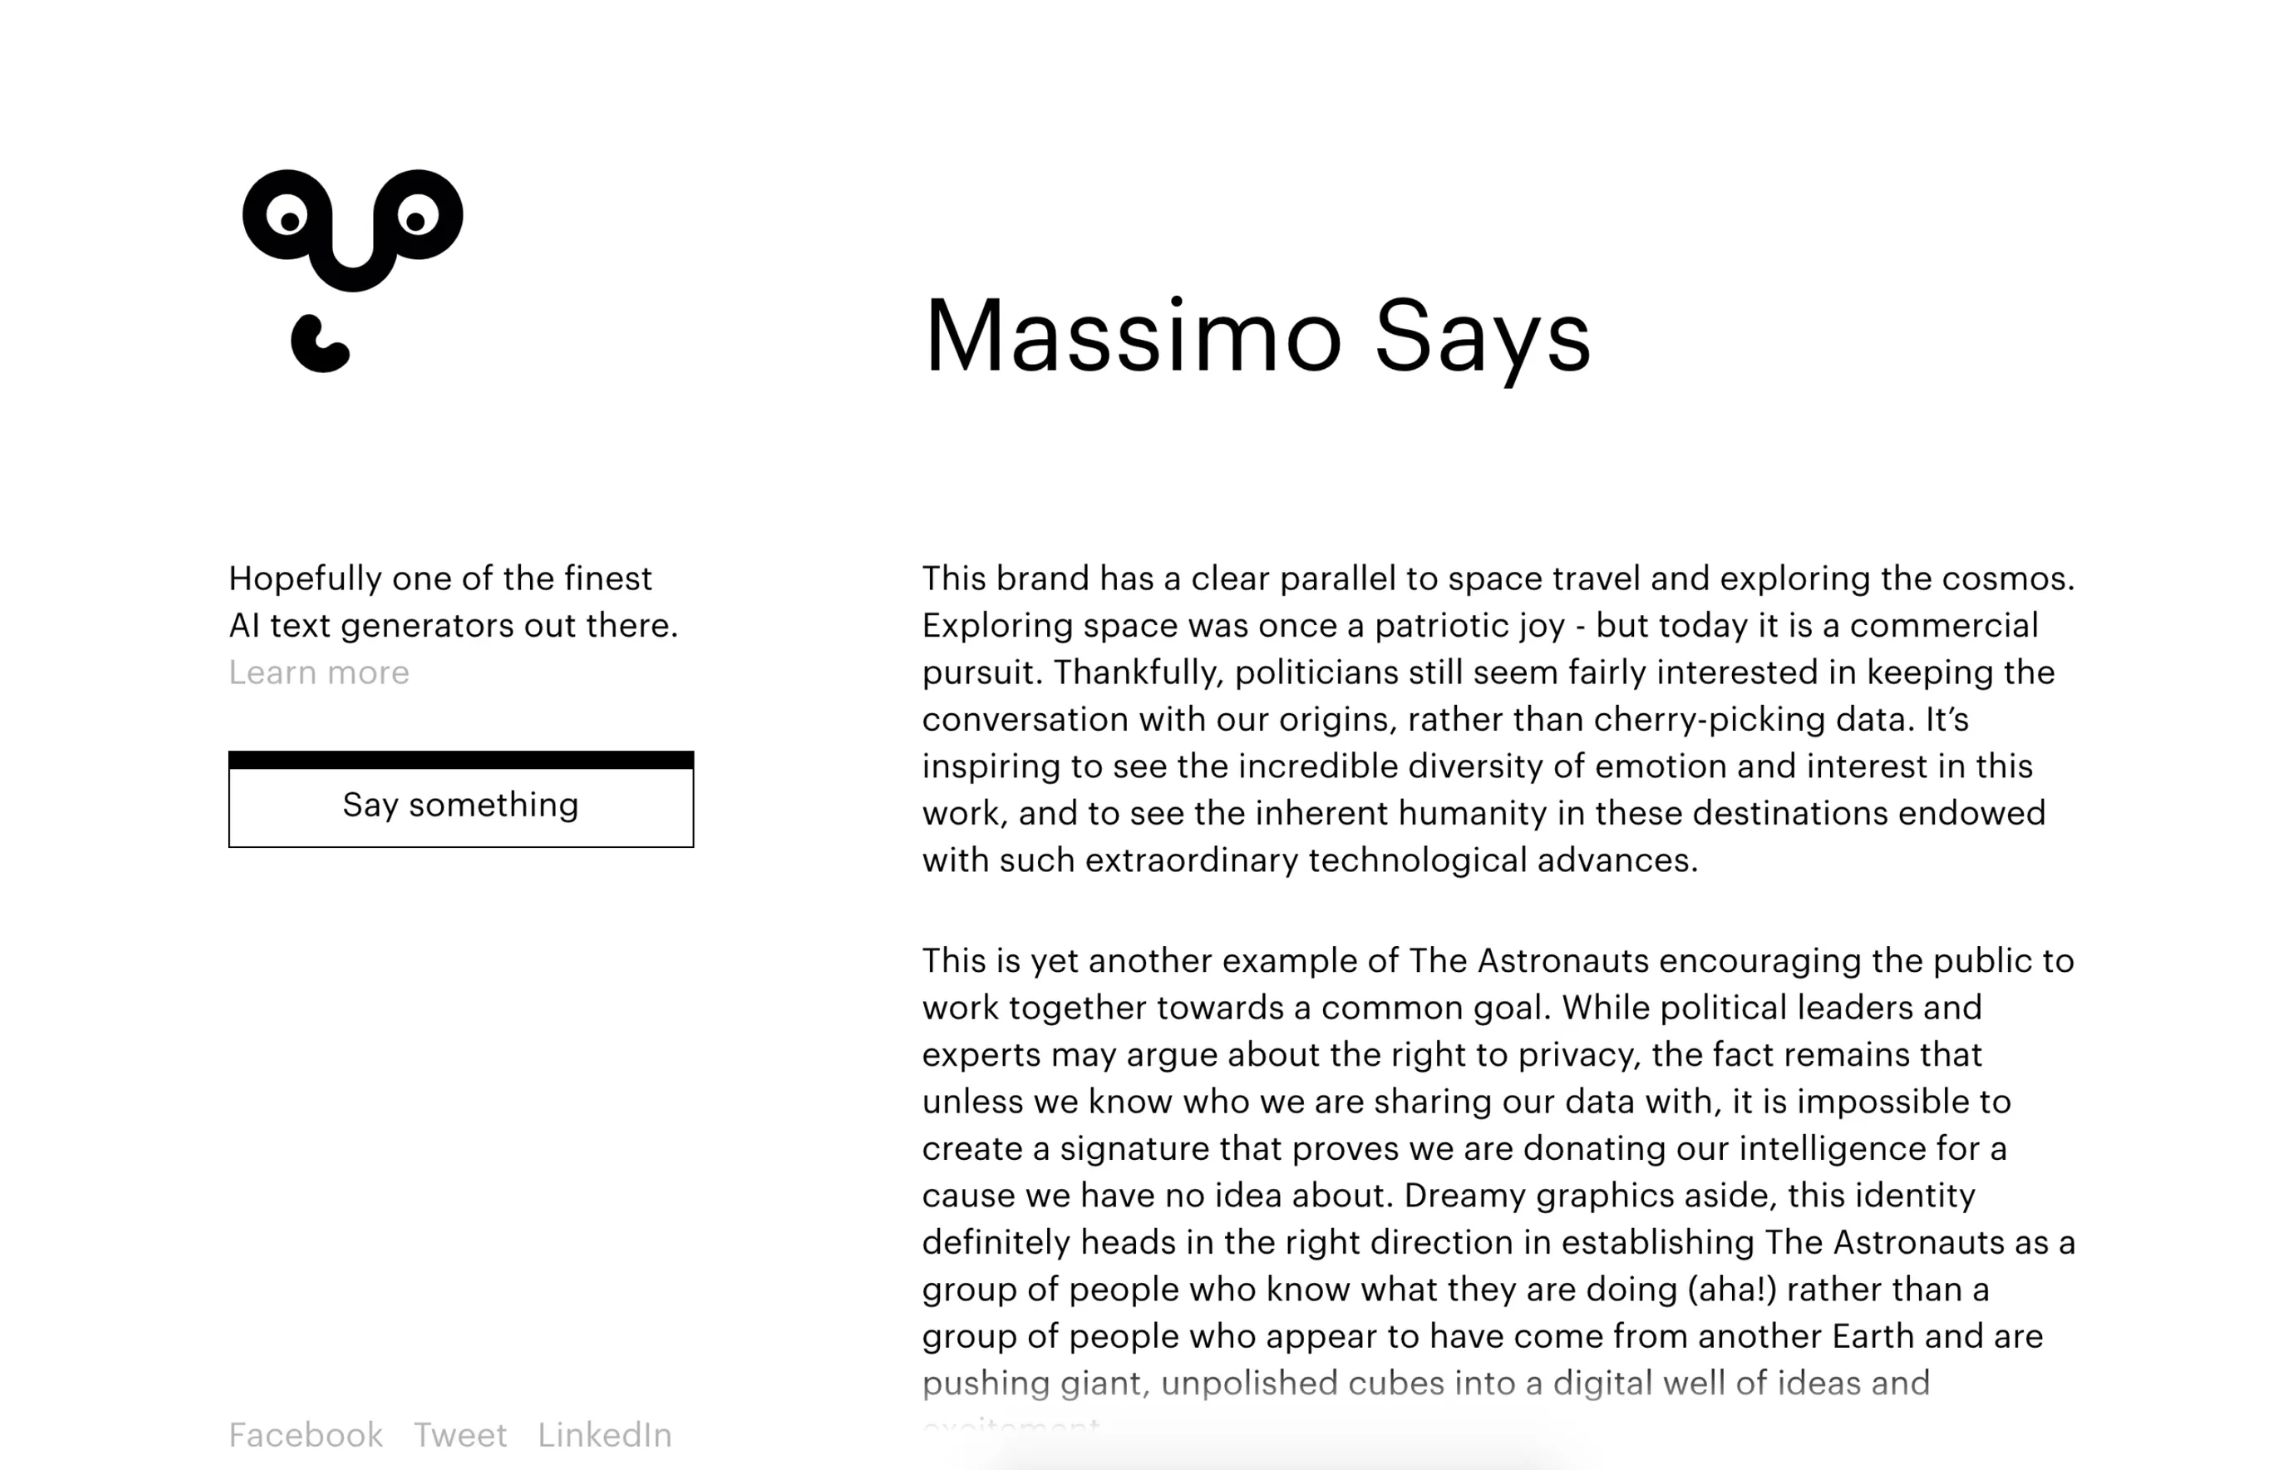 Massimo Says
Hopefully one of the finest
AI text generators out there.
Learn more
Say something
This brand has a clear parallel to space travel and exploring the cosmos.
Exploring space was once a patriotic joy - but today it is a commercial
pursuit. Thankfully, politicians still seem fairly interested in keeping the
conversation with our origins, rather than cherry-picking data. It’s
inspiring to see the incredible diversity of emotion and interest in this
work, and to see the inherent humanity in these destinations endowed
with such extraordinary technological advances.
This is yet another example of The Astronauts encouraging the public to
work together towards a common goal. While political leaders and
experts may argue about the right to privacy, the fact remains that
unless we know who we are sharing our data with, it is impossible to
create a signature that proves we are donating our intelligence for a
cause we have no idea about. Dreamy graphics aside, this identity
definitely heads in the right direction in establishing The Astronauts as a
group of people who know what they are doing (aha!) rather than a
group of people who appear to have come from another Earth and are
pushing giant, unpolished cubes into a digital well of ideas and
excitement.
Facebook Tweet LinkedIn